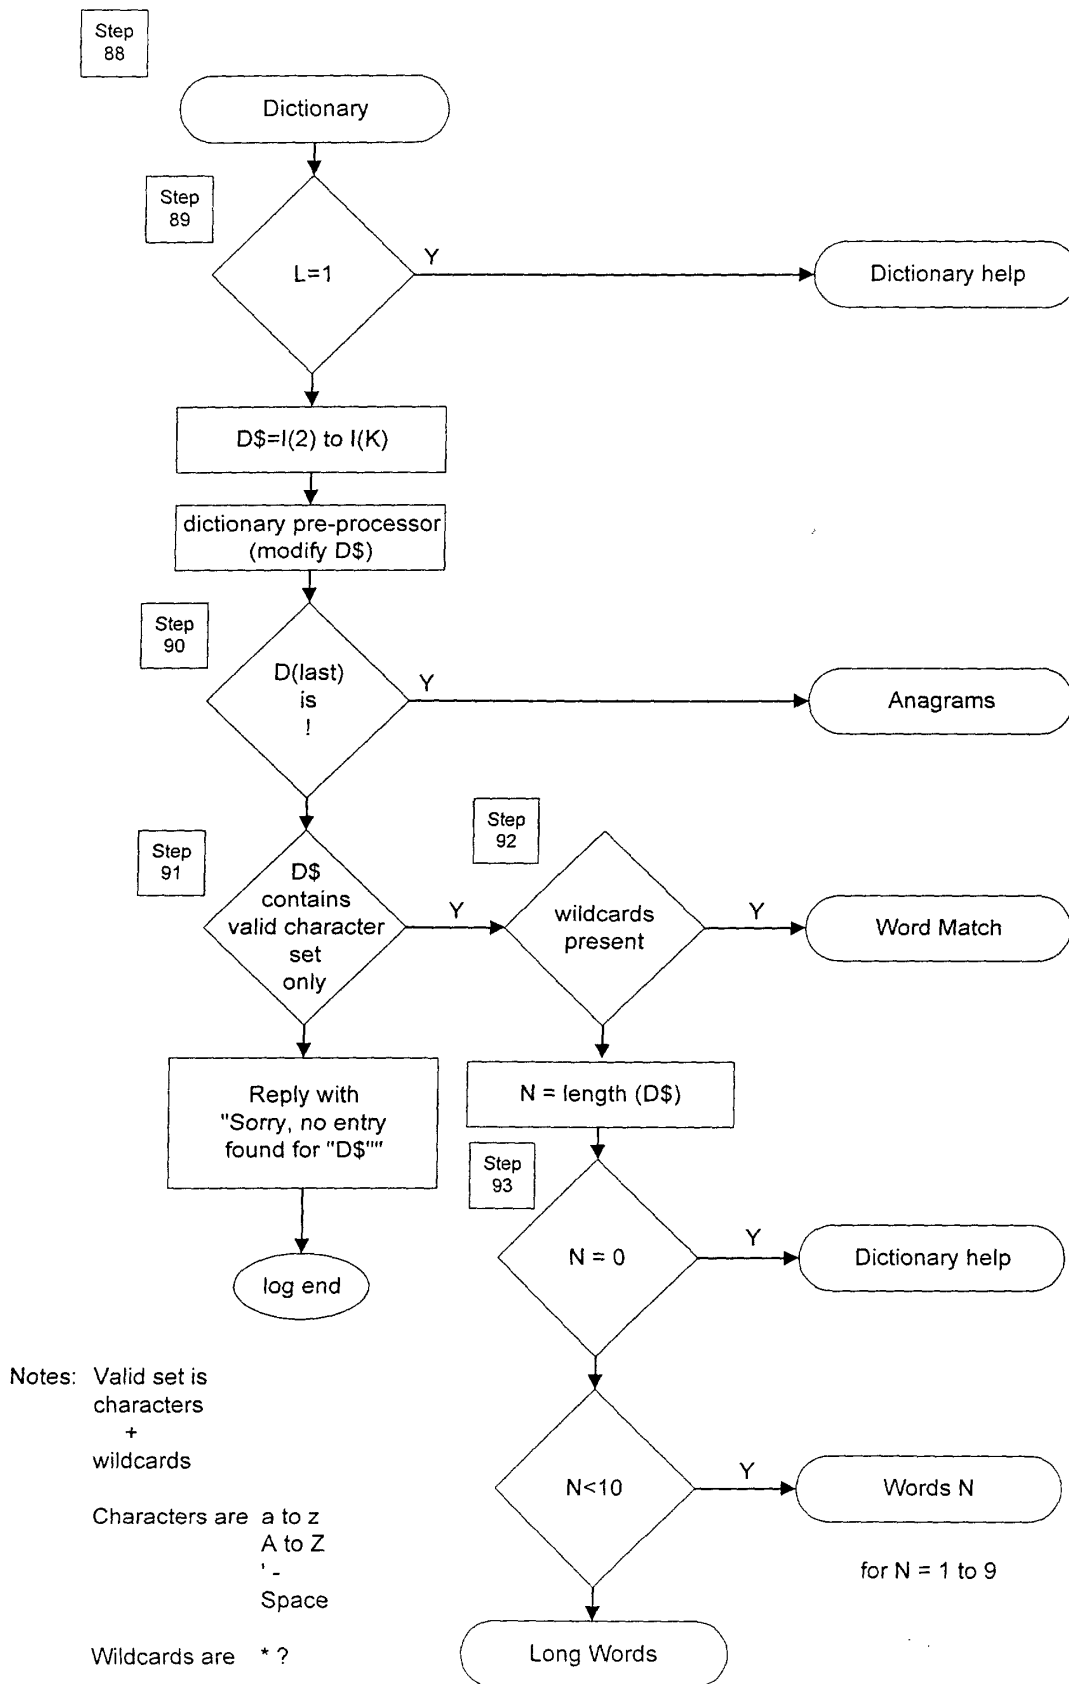 Step
88
Dictionary
Step
89
L=1
Y
Dictionary help
D$=I(2) to I(K)
dictionary pre-processor
(modify D$)
Step
90
D(last)
is
!
Y
Anagrams
Step
91
D$
contains
valid character
set
only
Y
Step
92
wildcards
present
Y
Word Match
Reply with
"Sorry, no entry
found for "D$""
N = length (D$)
Step
93
log end
N = 0
Y
Dictionary help
N<10
Y
Words N
for N = 1 to 9
Long Words
Notes: Valid set is
characters
+
wildcards
Characters are a to z
A to Z
' -
Space
Wildcards are * ?